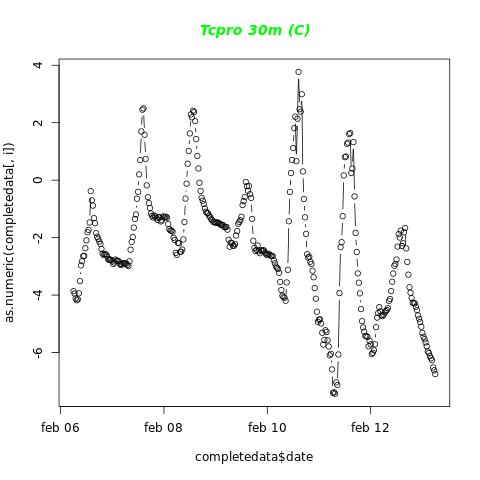 Tcpro 30m (C)
as.numeric(completedata[, i])
4
2
0
-2
-4
-6
feb 06
feb 08
feb 10
feb 12
completedata$date